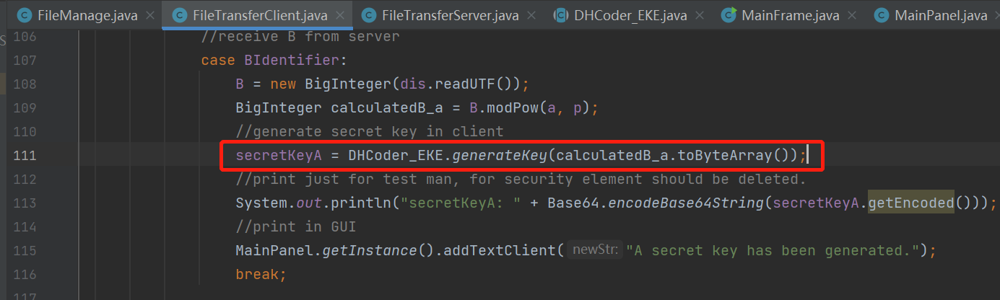 FileManage.java FileTransferClient.java FileTransferServer.java DHCoder_EKE.java MainFrame.java MainPanel.java
106 //receive B from server
107 case BIdentifier:
108 B = new BigInteger(dis.readUTF());
109 BigInteger calculatedB_a = B.modPow(a, p);
110 //generate secret key in client
111 secretKeyA = DHCoder_EKE.generateKey(calculatedB_a.toByteArray());
112 //print just for test man, for security element should be deleted.
113 System.out.println("secretKeyA: " + Base64.encodeBase64String(secretKeyA.getEncoded()));
114 //print in GUI
115 MainPanel.getInstance().addTextClient( newStr: "A secret key has been generated.");
116 break;
117